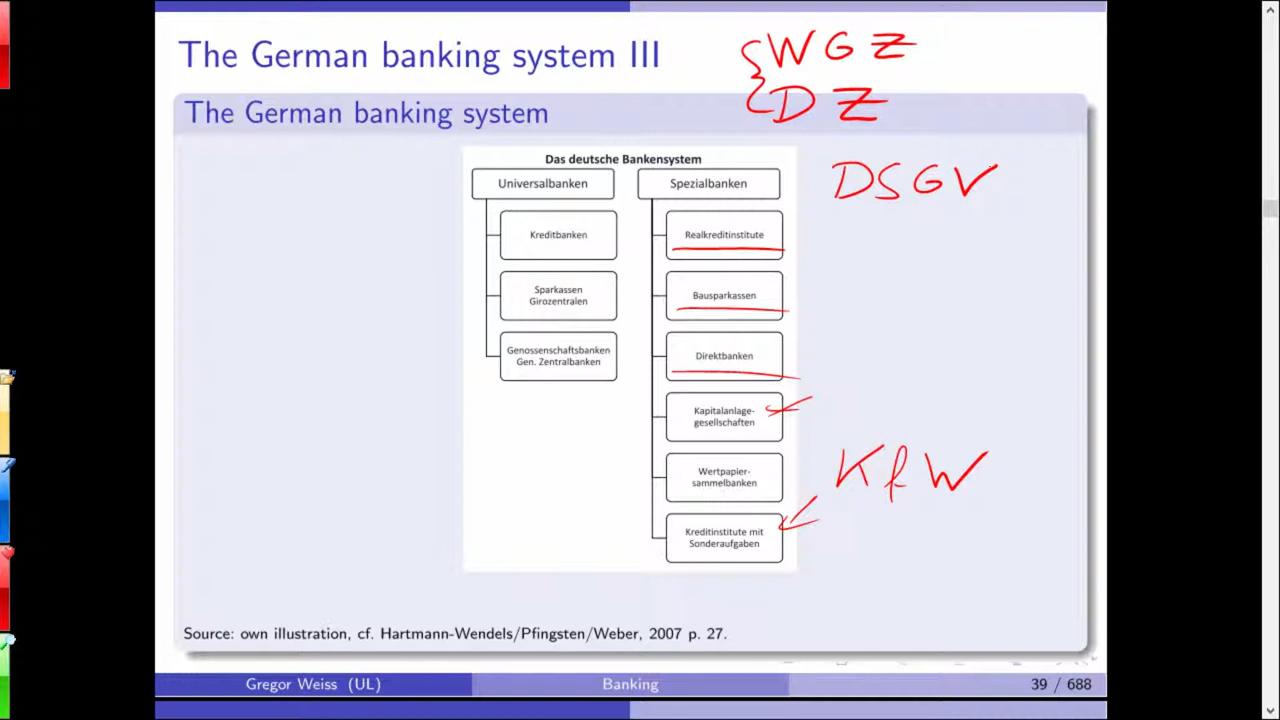 The German banking system III
WGZ
DZ
The German banking system
DSGV
Das deutsche Bankensystem
Universalbanken
Kreditbanken
Sparkassen
Girozentralen
Genossenschaftsbanken
Gen. Zentralbanken
Spezialbanken
Realkreditinstitute
Bausparkassen
Direktbanken
Kapitalanlage-
gesellschaften
Wertpapier-
sammelbanken
Kreditinstitute mit
Sonderaufgaben
KfW
Source: own illustration, cf. Hartmann-Wendels/Pfingsten/Weber, 2007 p. 27.
Gregor Weiss (UL)
Banking
39 / 688